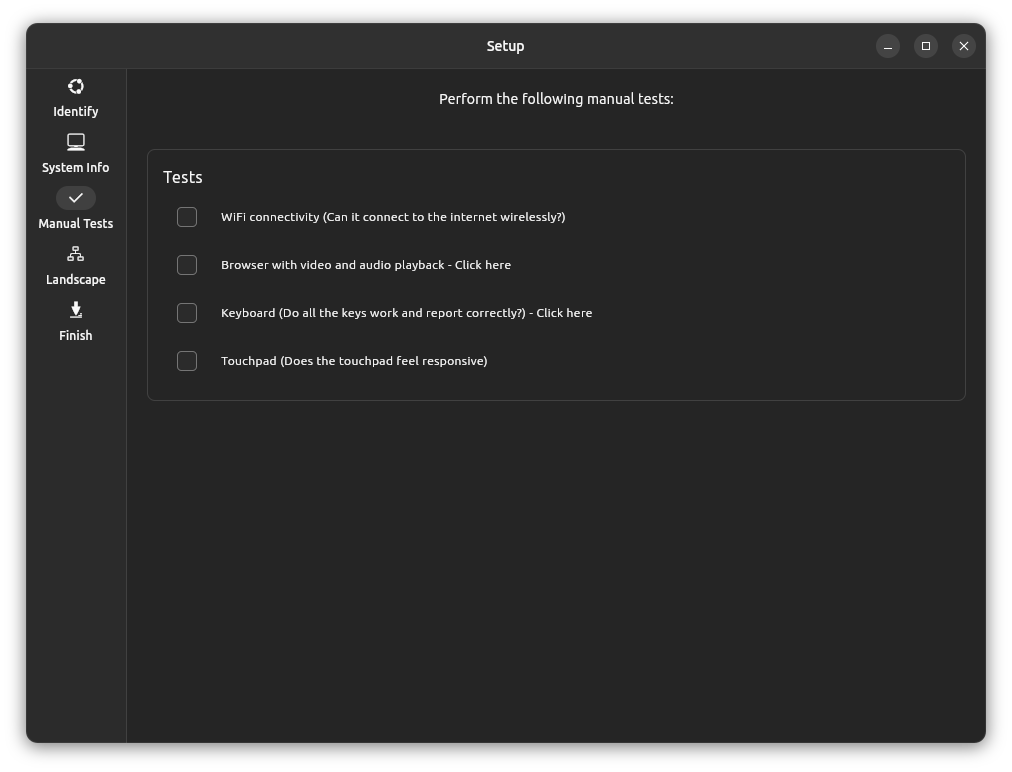 Setup
Identify
System Info
Manual Tests
Landscape
Finish
Perform the following manual tests:
Tests
WiFi connectivity (Can it connect to the internet wirelessly?)
Browser with video and audio playback - Click here
Keyboard (Do all the keys work and report correctly?) - Click here
Touchpad (Does the touchpad feel responsive)